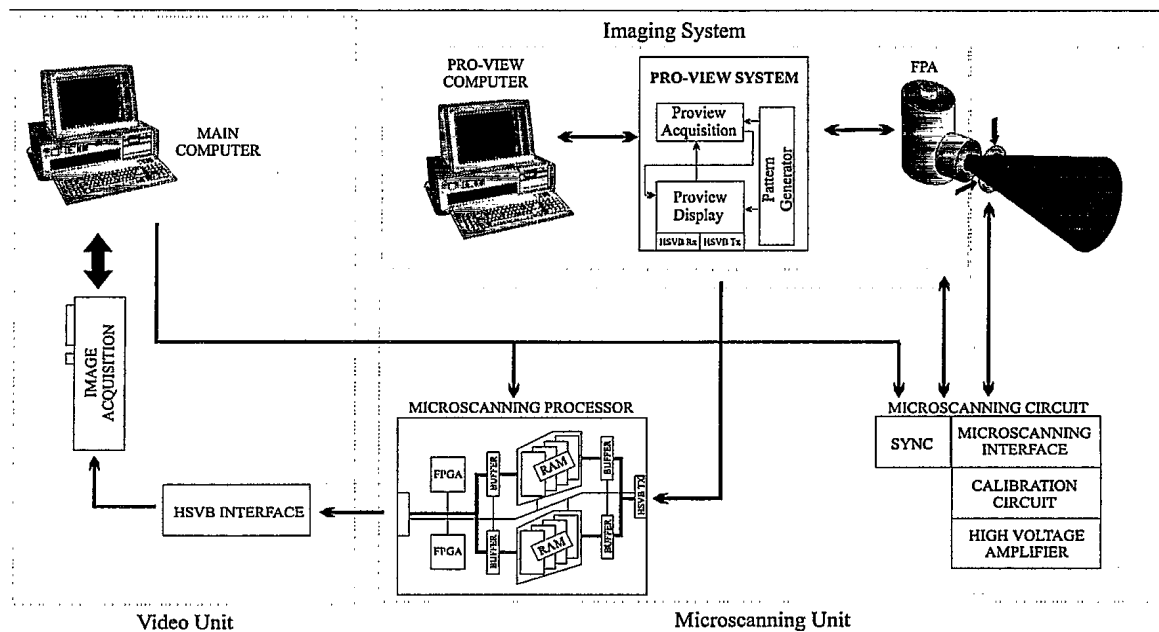 Imaging System
MAIN
COMPUTER
PRO-VIEW
COMPUTER
PRO-VIEW SYSTEM
Proview
Acquisition
Proview
Display
Pattern
Generator
HSVB Rx
HSVB Tx
FPA
IMAGE
ACQUISITION
HSVB INTERFACE
MICROSCANNING PROCESSOR
FPGA
FPGA
BUFFER
BUFFER
RAM
RAM
BUFFER
BUFFER
HSVB TX
MICROSCANNING CIRCUIT
SYNC
MICROSCANNING
INTERFACE
CALIBRATION
CIRCUIT
HIGH VOLTAGE
AMPLIFIER
Video Unit
Microscanning Unit